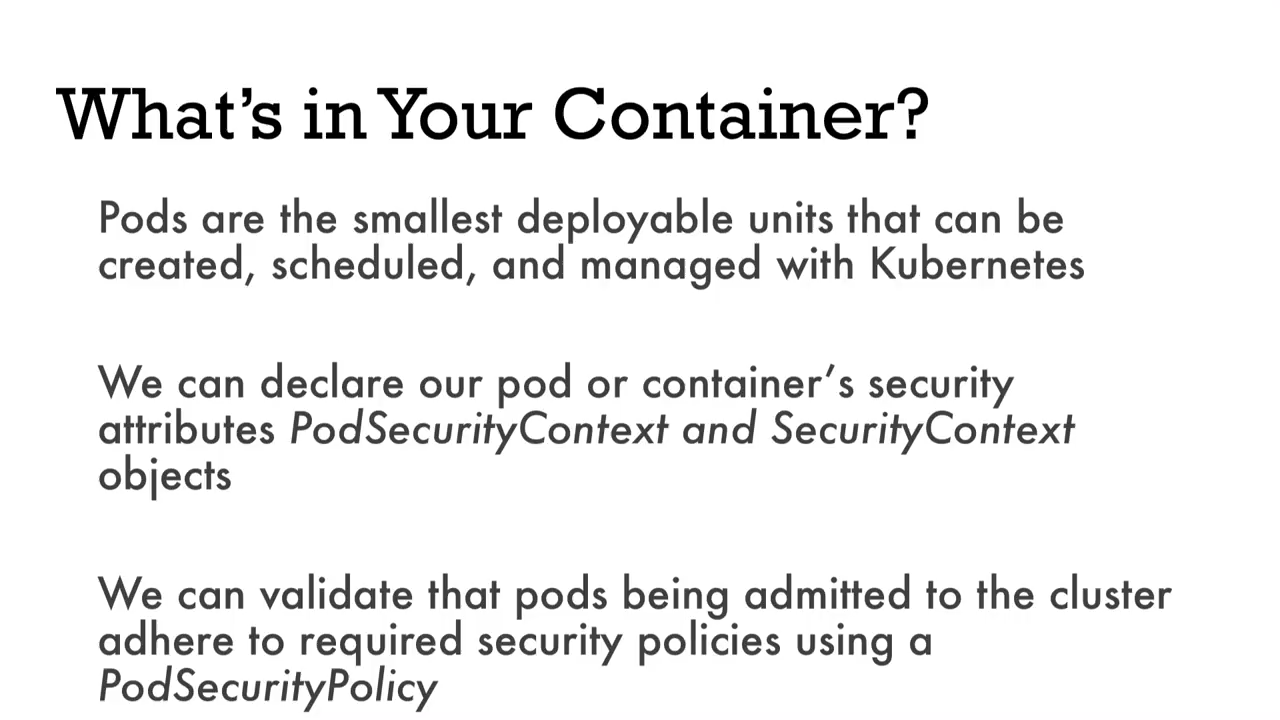 What’s in Your Container?
Pods are the smallest deployable units that can be
created, scheduled, and managed with Kubernetes
We can declare our pod or container’s security
attributes PodSecurityContext and SecurityContext
objects
We can validate that pods being admitted to the cluster
adhere to required security policies using a
PodSecurityPolicy